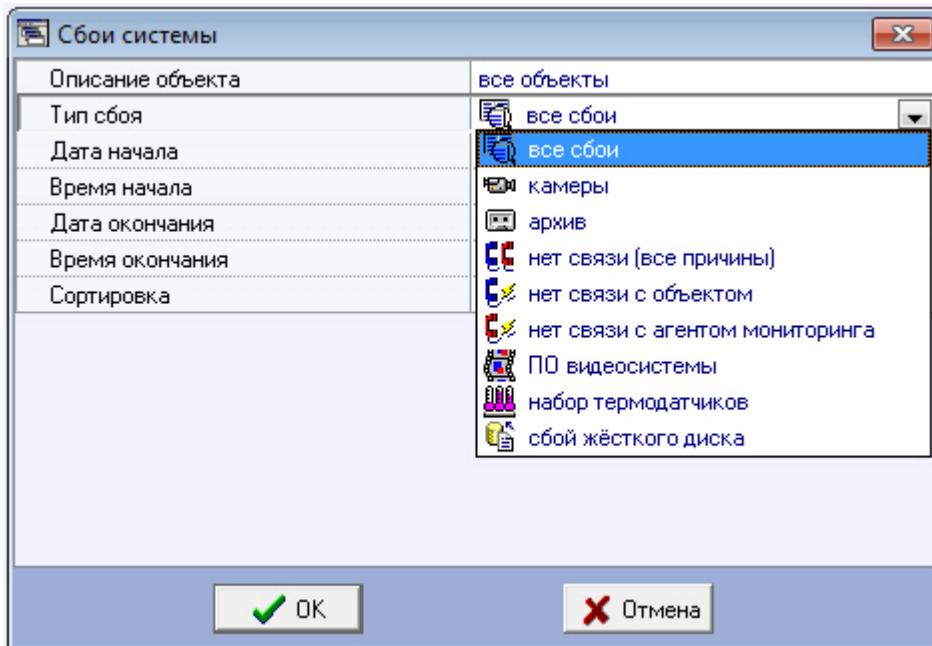 Сбои системы
Описание объекта все объекты
Тип сбоя все сбои
Дата начала все сбои
Время начала камеры
Дата окончания архив
Время окончания нет связи (все причины)
Сортировка нет связи с объектом
нет связи с агентом мониторинга
ПО видеосистемы
набор термодатчиков
сбой жёсткого диска
OK Отмена